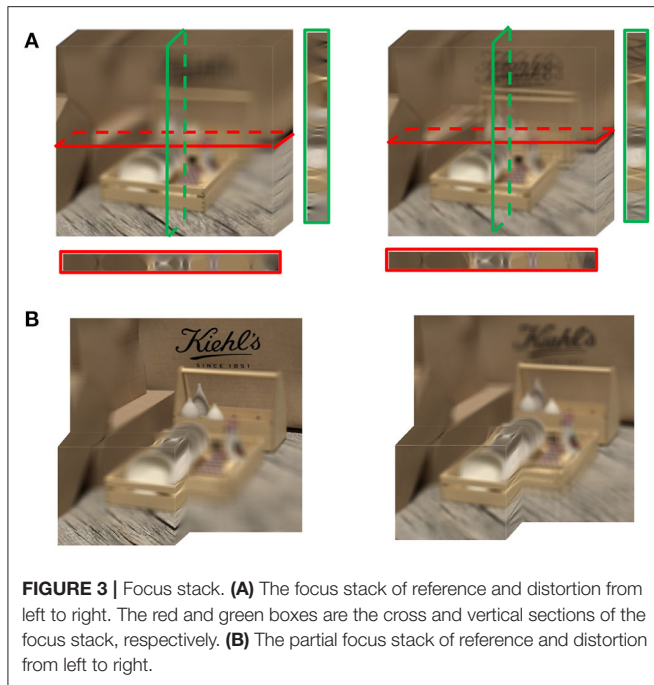 A
B
Kiehl's
SINCE 1851
Kiehl's
FIGURE 3 | Focus stack. (A) The focus stack of reference and distortion from
left to right. The red and green boxes are the cross and vertical sections of the
focus stack, respectively. (B) The partial focus stack of reference and distortion
from left to right.